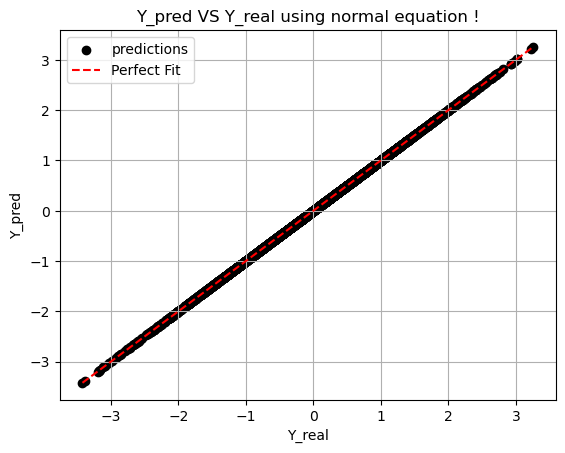 Y_pred VS Y_real using normal equation !
predictions
Perfect Fit
3
2
1
0
−1
−2
−3
Y_pred
−3 −2 −1 0 1 2 3
Y_real